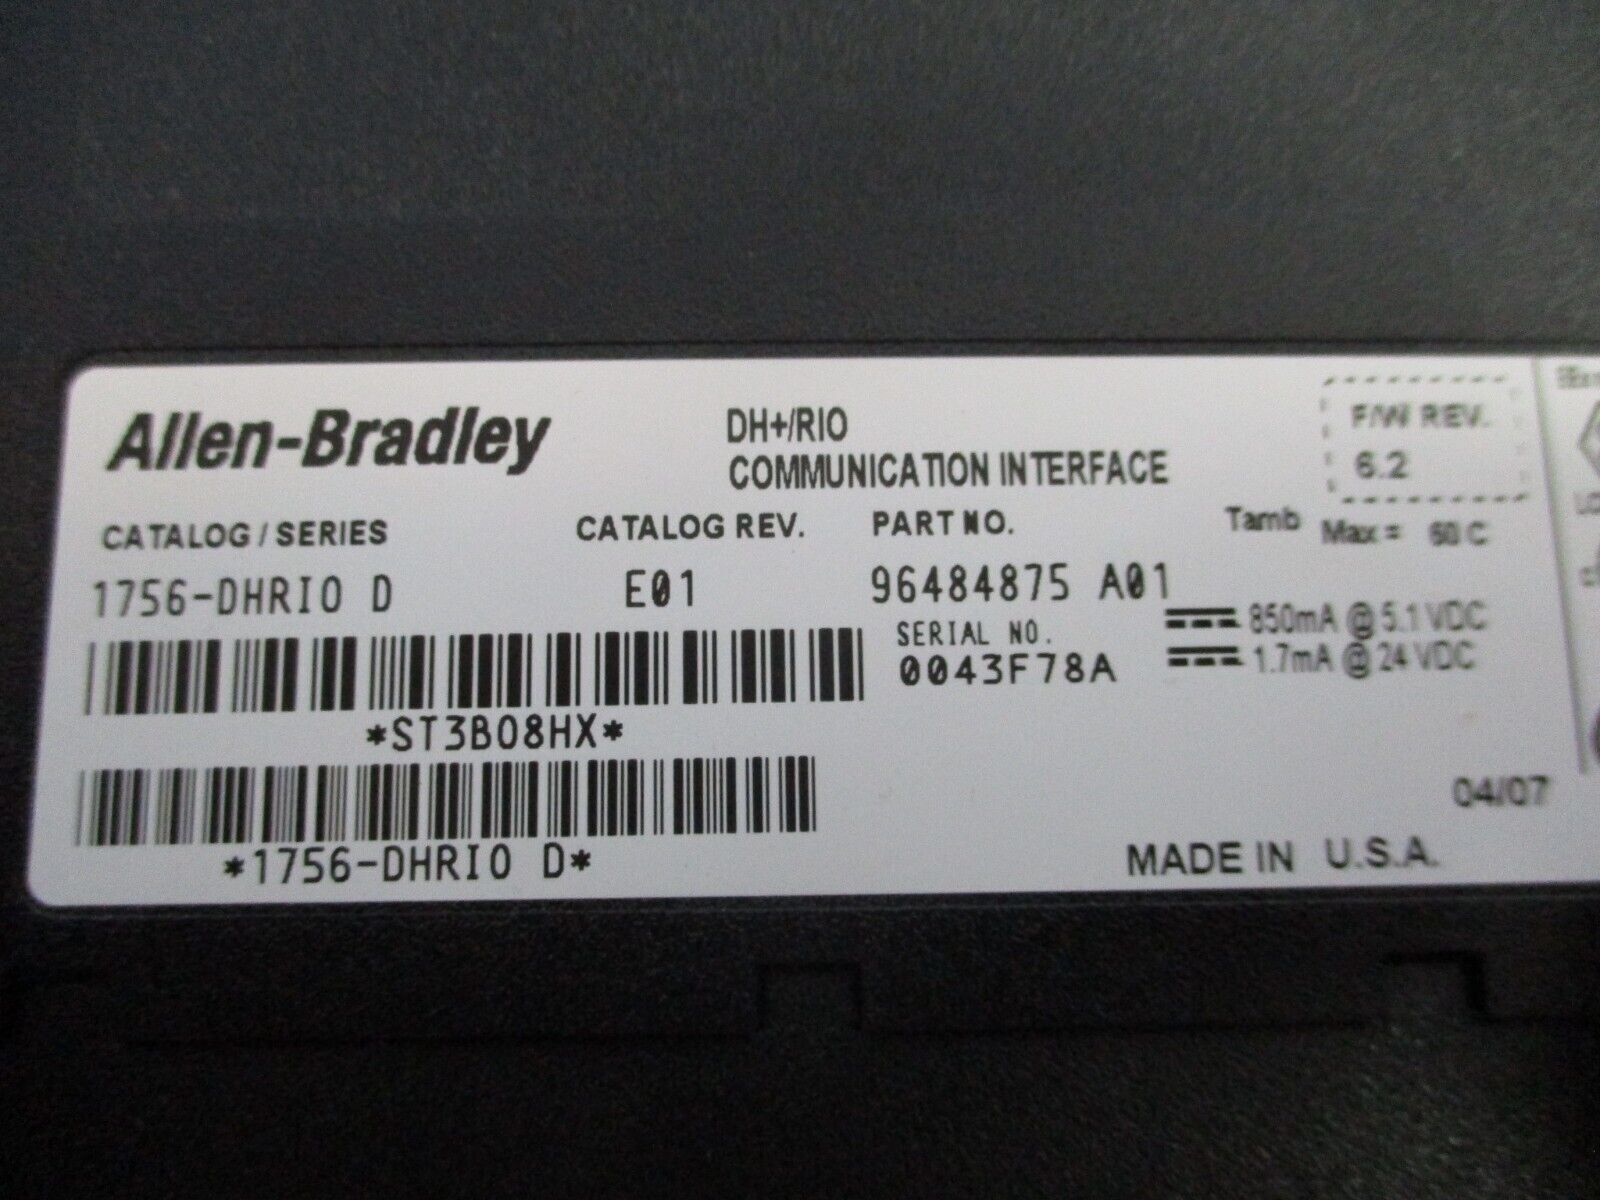 Allen-Bradley
DH+/RIO
COMMUNICATION INTERFACE
F/W REV.
6.2
CATALOG / SERIES
CATALOG REV.
PART NO.
Tamb Max = 60 C
1756-DHRIO D
E01
96484875 A01
SERIAL NO.
0043F78A
850mA @ 5.1 VDC
1.7mA @ 24 VDC
*ST3B08HX*
*1756-DHRIO D*
04/07
MADE IN U.S.A.